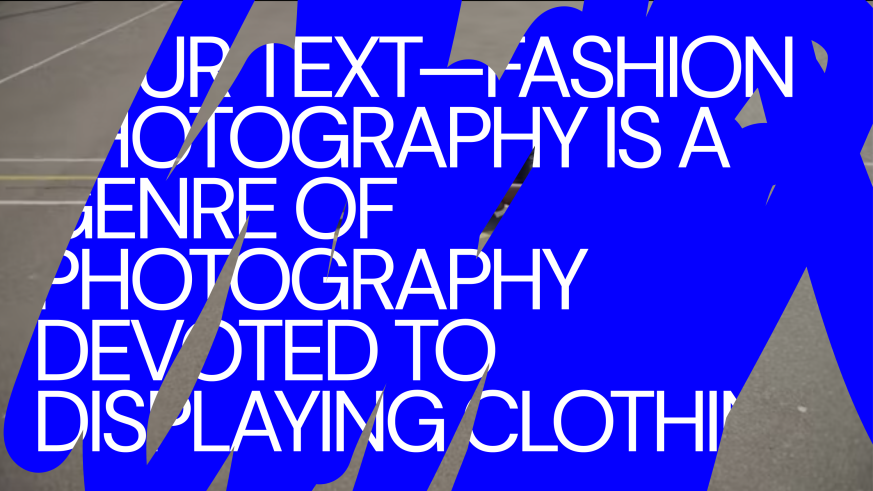 UR TEXT—FASHION
HOTOGRAPHY IS A
GENRE OF
PHOTOGRAPHY
DEVOTED TO
DISPLAYING CLOTHIN